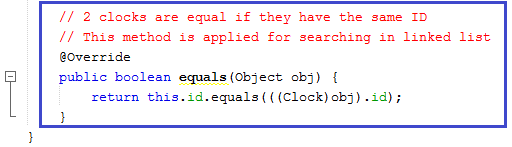 // 2 clocks are equal if they have the same ID
// This method is applied for searching in linked list
@Override
public boolean equals(Object obj) {
return this.id.equals(((Clock)obj).id);
}
}